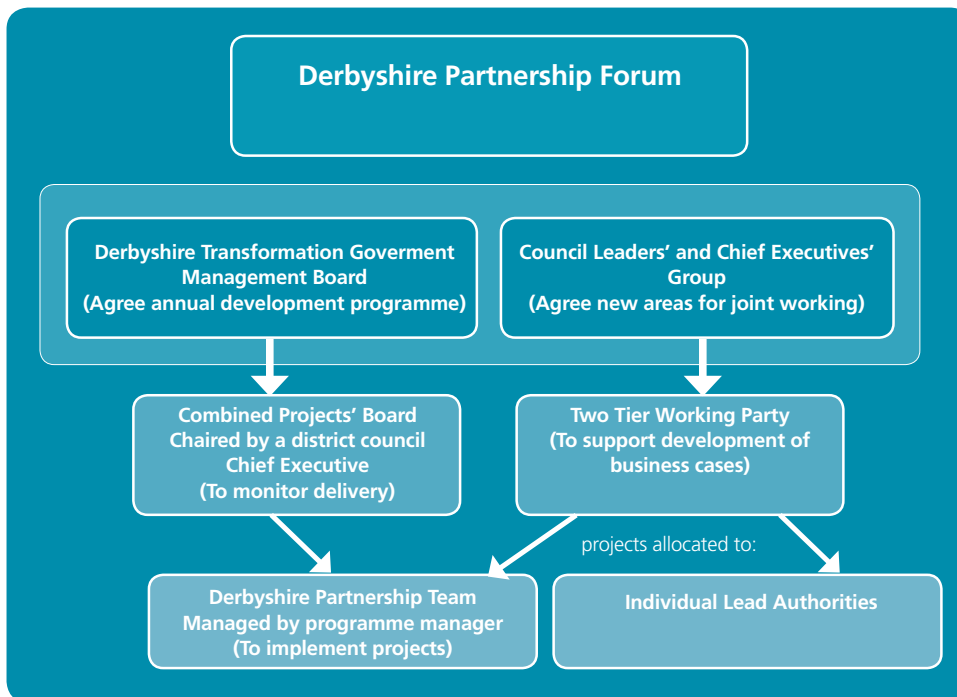 Derbyshire Partnership Forum
Derbyshire Transformation Goverment
Management Board
(Agree annual development programme)
Council Leaders’ and Chief Executives’
Group
(Agree new areas for joint working)
Combined Projects’ Board
Chaired by a district council
Chief Executive
(To monitor delivery)
Two Tier Working Party
(To support development of
business cases)
projects allocated to:
Derbyshire Partnership Team
Managed by programme manager
(To implement projects)
Individual Lead Authorities